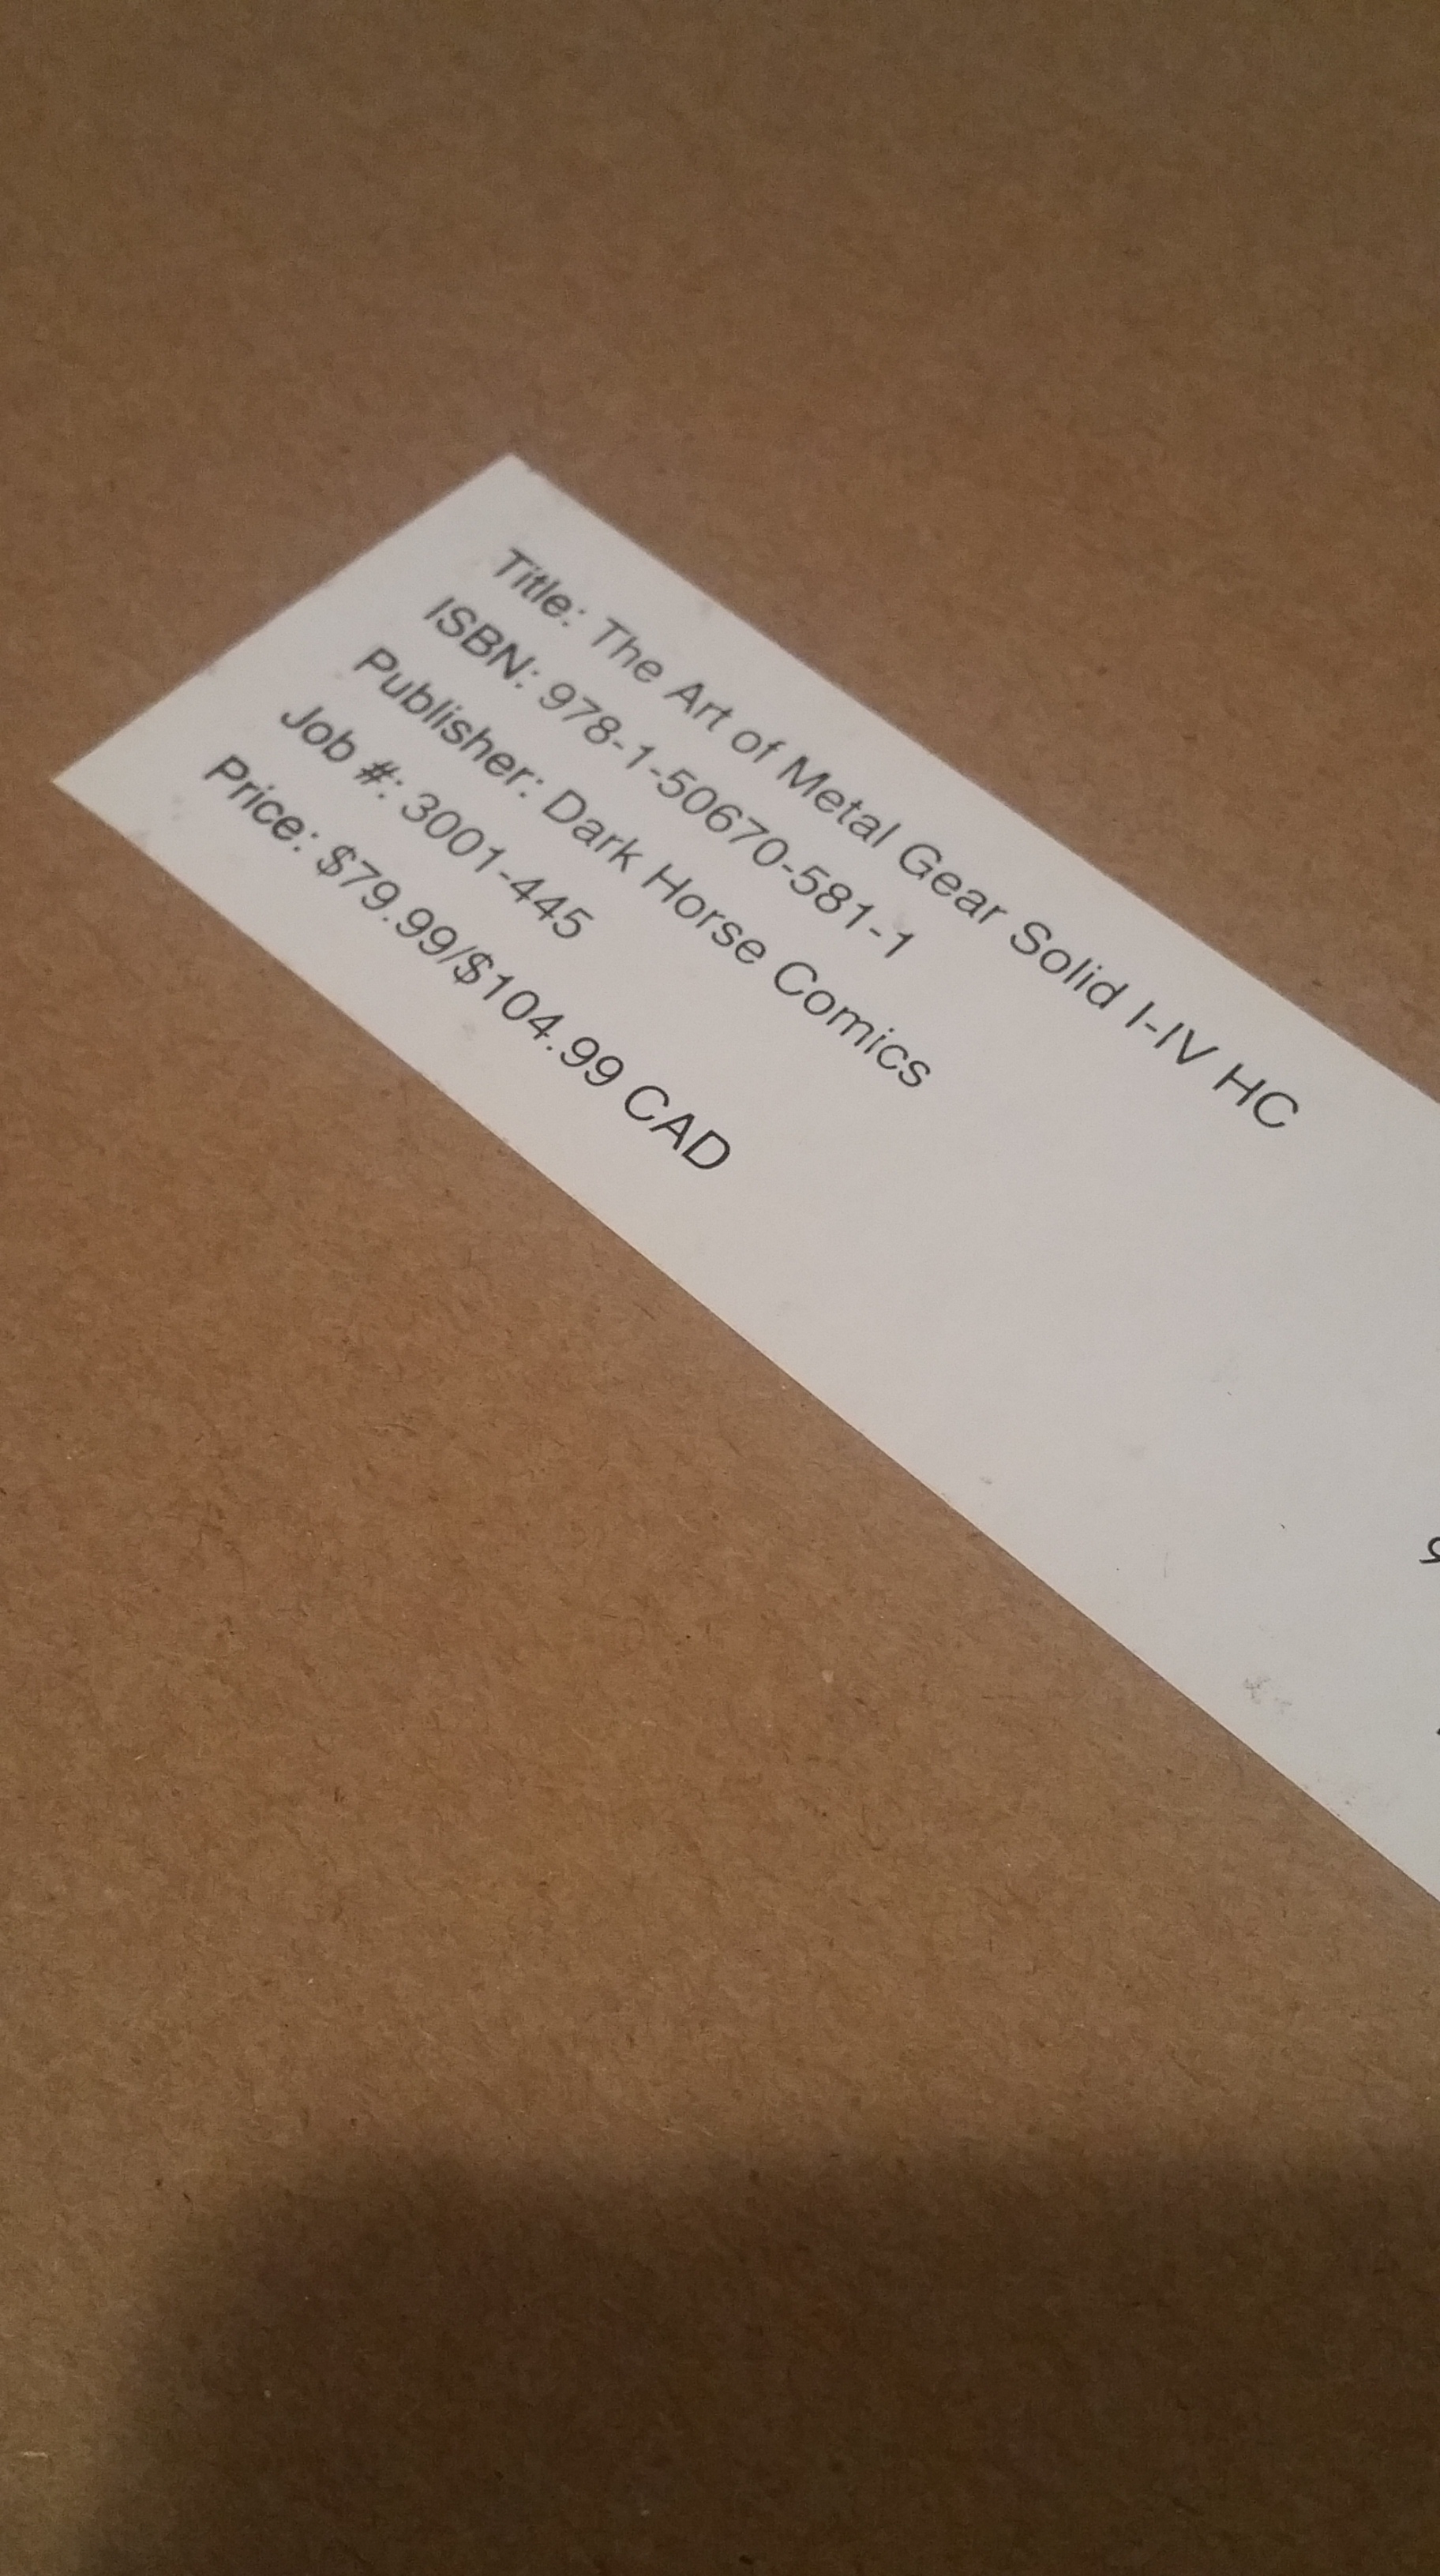 Title: The Art of Metal Gear Solid I-IV HC
ISBN: 978-1-50670-581-1
Publisher: Dark Horse Comics
Job #: 3001-445
Price: $79.99/$104.99 CAD